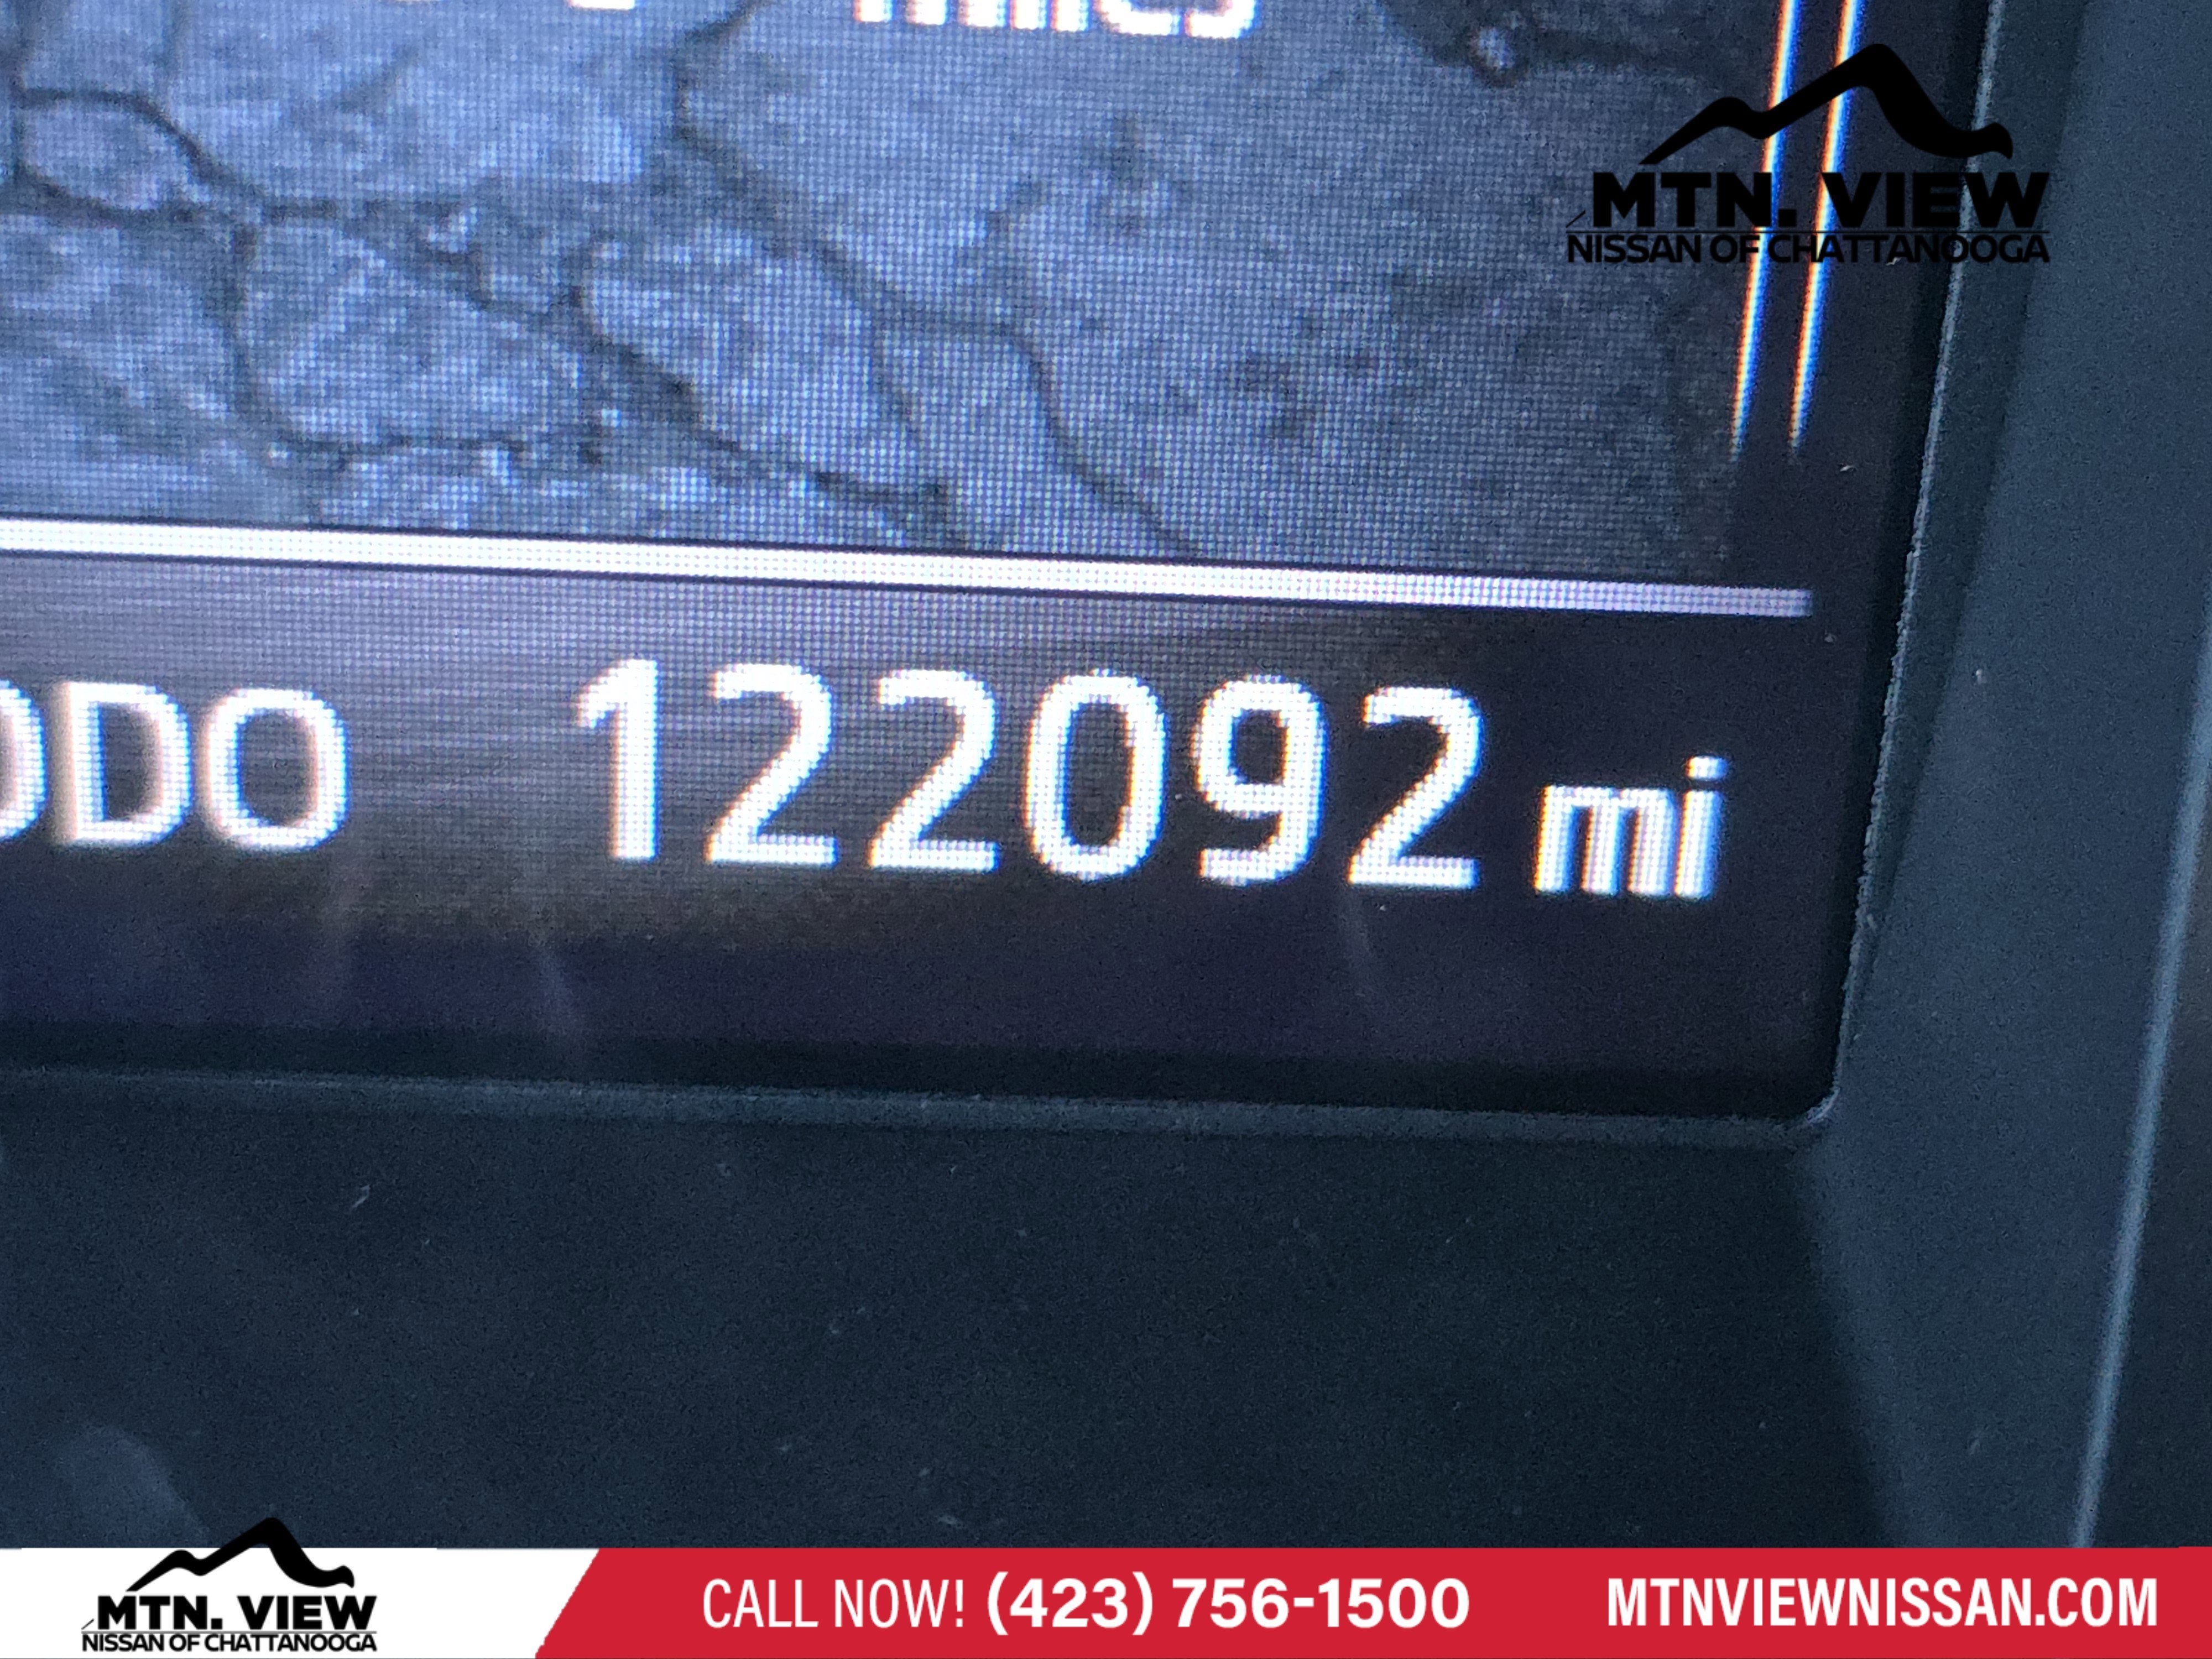 miles
MTN. VIEW
NISSAN OF CHATTANOOGA
ODO 122092 mi
MTN. VIEW
NISSAN OF CHATTANOOGA
CALL NOW! (423) 756-1500
MTNVIEWNISSAN.COM